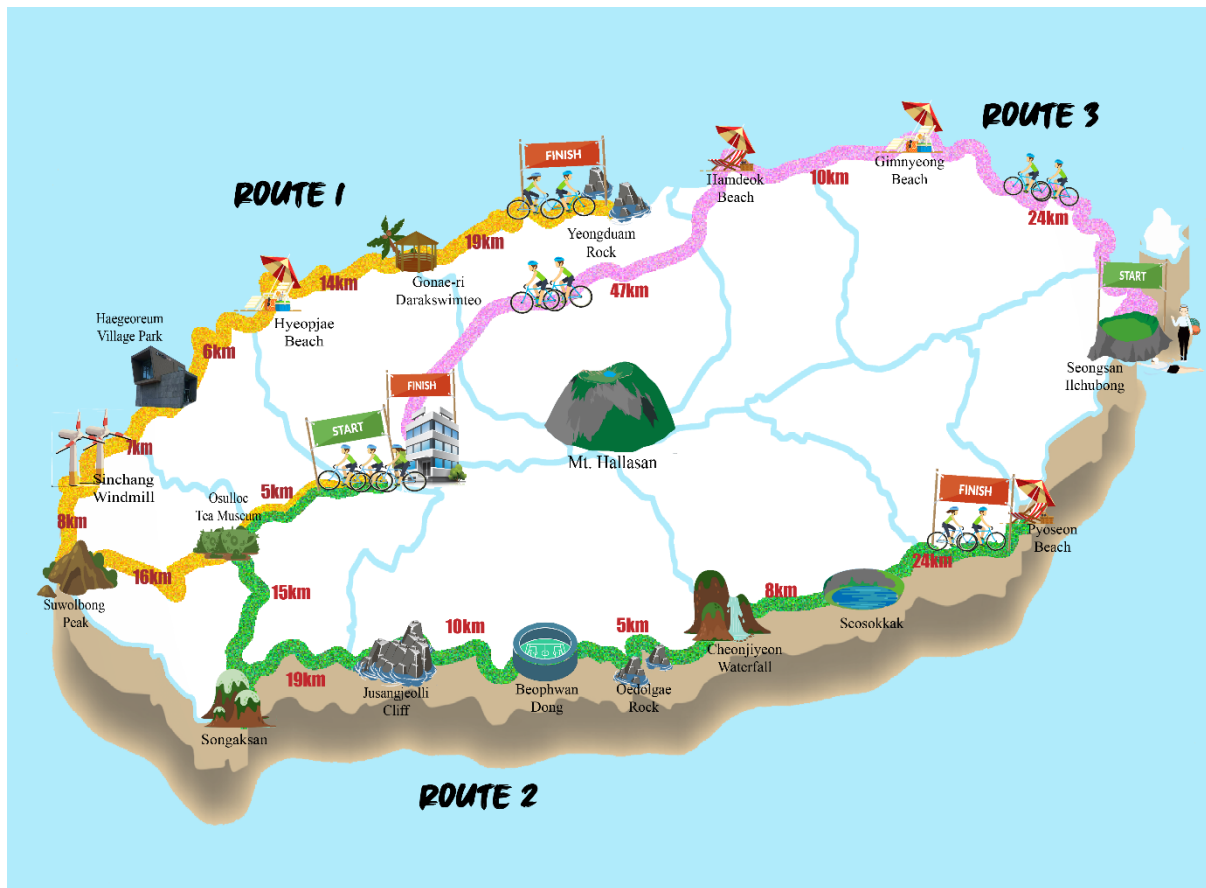 ROUTE 3
FINISH
Hamdeok
Beach
10km
Gimnyeong
Beach
24km
ROUTE 1
19km
Yeongduam
Rock
START
14km
Gonae-ri
Darakswimteo
47km
Haegeoreum
Village Park
Hyeopjae
Beach
6km
Seongsan
Ilchubong
FINISH
START
Mt. Hallasan
7km
Sinchang
Windmill
5km
Osulloc
Tea Museum
FINISH
8km
Pyoseon
Beach
24km
16km
Suwolbong
Peak
15km
8km
Seosokkak
10km
5km
Cheonjiyeon
Waterfall
19km
Jusangjeolli
Cliff
Beophwan
Dong
Oedolgae
Rock
Songaksan
ROUTE 2